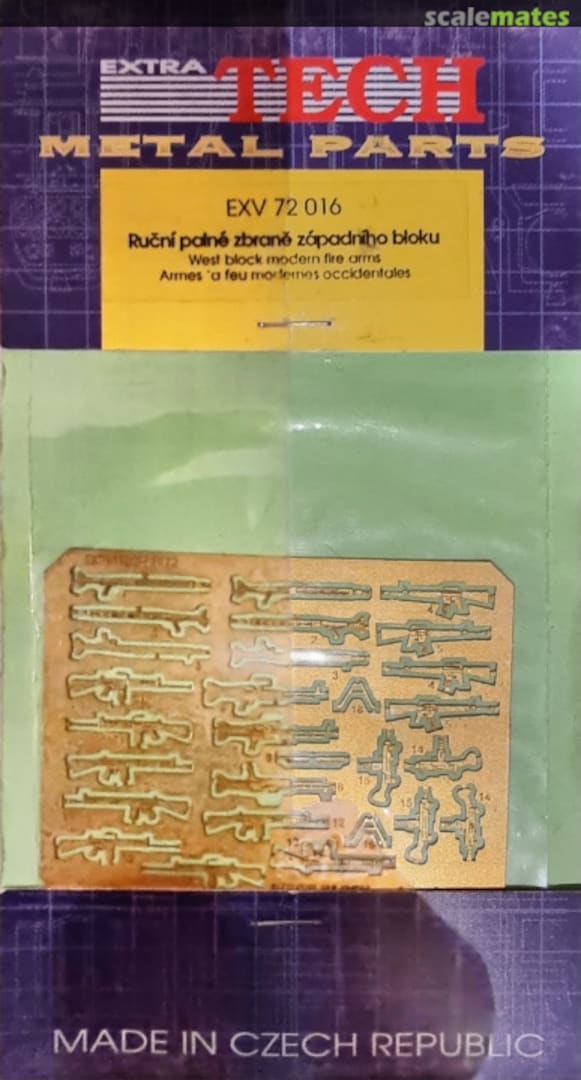 scalemates
EXTRA TECH
METAL PARTS
EXV 72 016
Ruční palné zbraně západního bloku
West block modern fire arms
Armes 'a feu modernes occidentales
MADE IN CZECH REPUBLIC